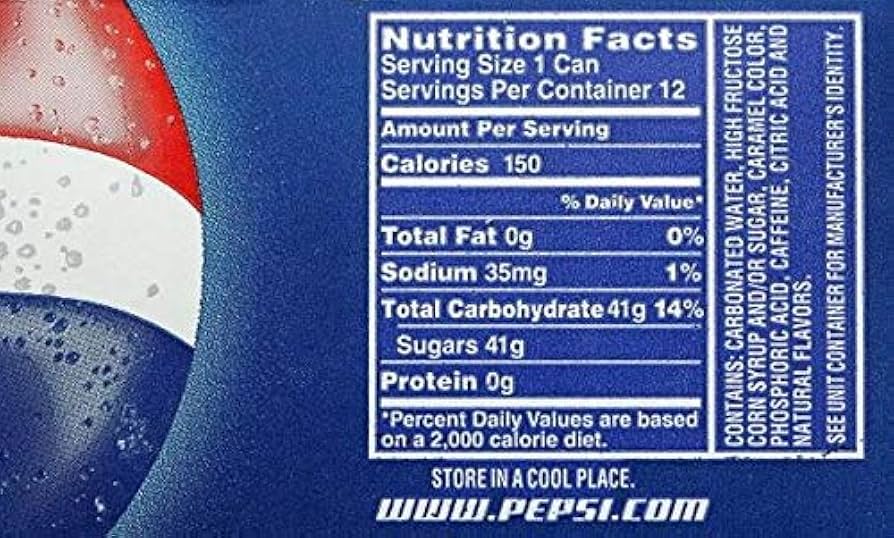 Nutrition Facts
Serving Size 1 Can
Servings Per Container 12
Amount Per Serving
Calories 150
% Daily Value*
Total Fat 0g 0%
Sodium 35mg 1%
Total Carbohydrate 41g 14%
Sugars 41g
Protein 0g
*Percent Daily Values are based
on a 2,000 calorie diet.
CONTAINS: CARBONATED WATER, HIGH FRUCTOSE
CORN SYRUP AND/OR SUGAR, CARAMEL COLOR,
PHOSPHORIC ACID, CAFFEINE, CITRIC ACID AND
NATURAL FLAVORS.
SEE UNIT CONTAINER FOR MANUFACTURER'S IDENTITY.
STORE IN A COOL PLACE.
WWW.PEPSI.COM